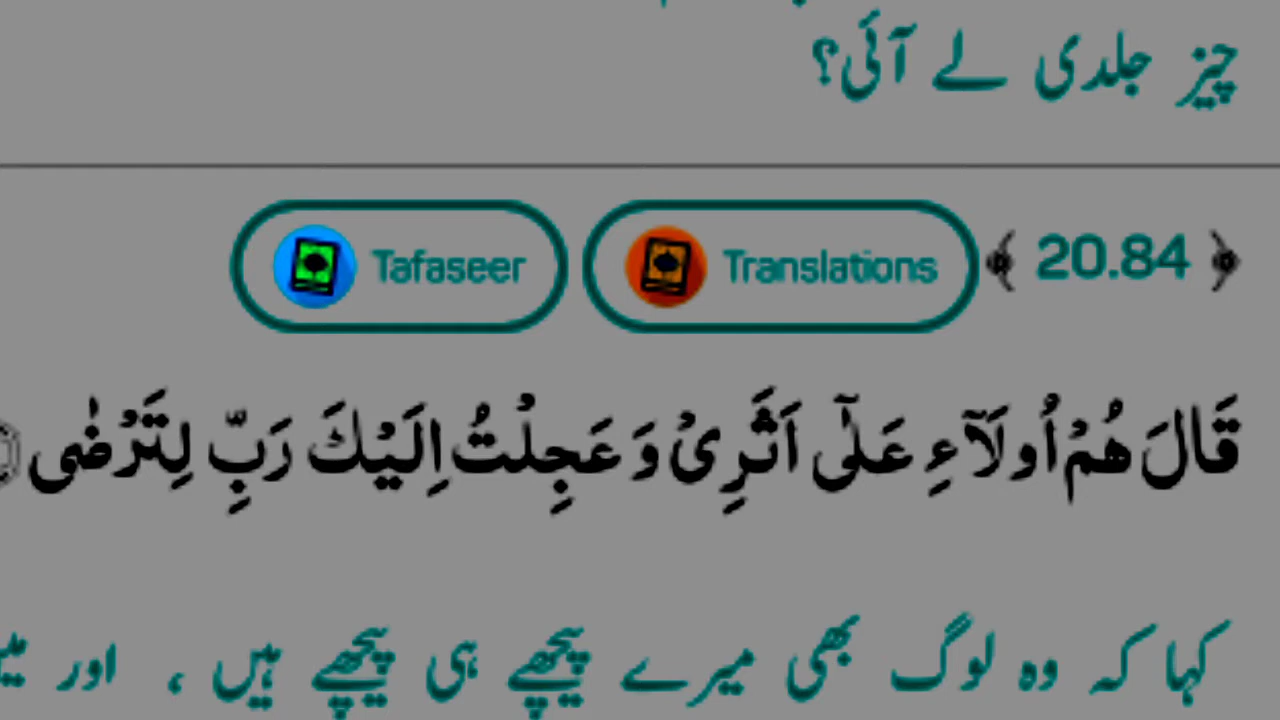 چیز جلدی لے آئی؟
Tafaseer Translations 20.84
قَالَ هُمۡ اُولَآءِ عَلٰٓى اَثَرِىۡ وَ عَجِلۡتُ اِلَيۡكَ رَبِّ لِتَرۡضٰى
کہا کہ وہ لوگ بھی میرے پیچھے ہی پیچھے ہیں ، اور